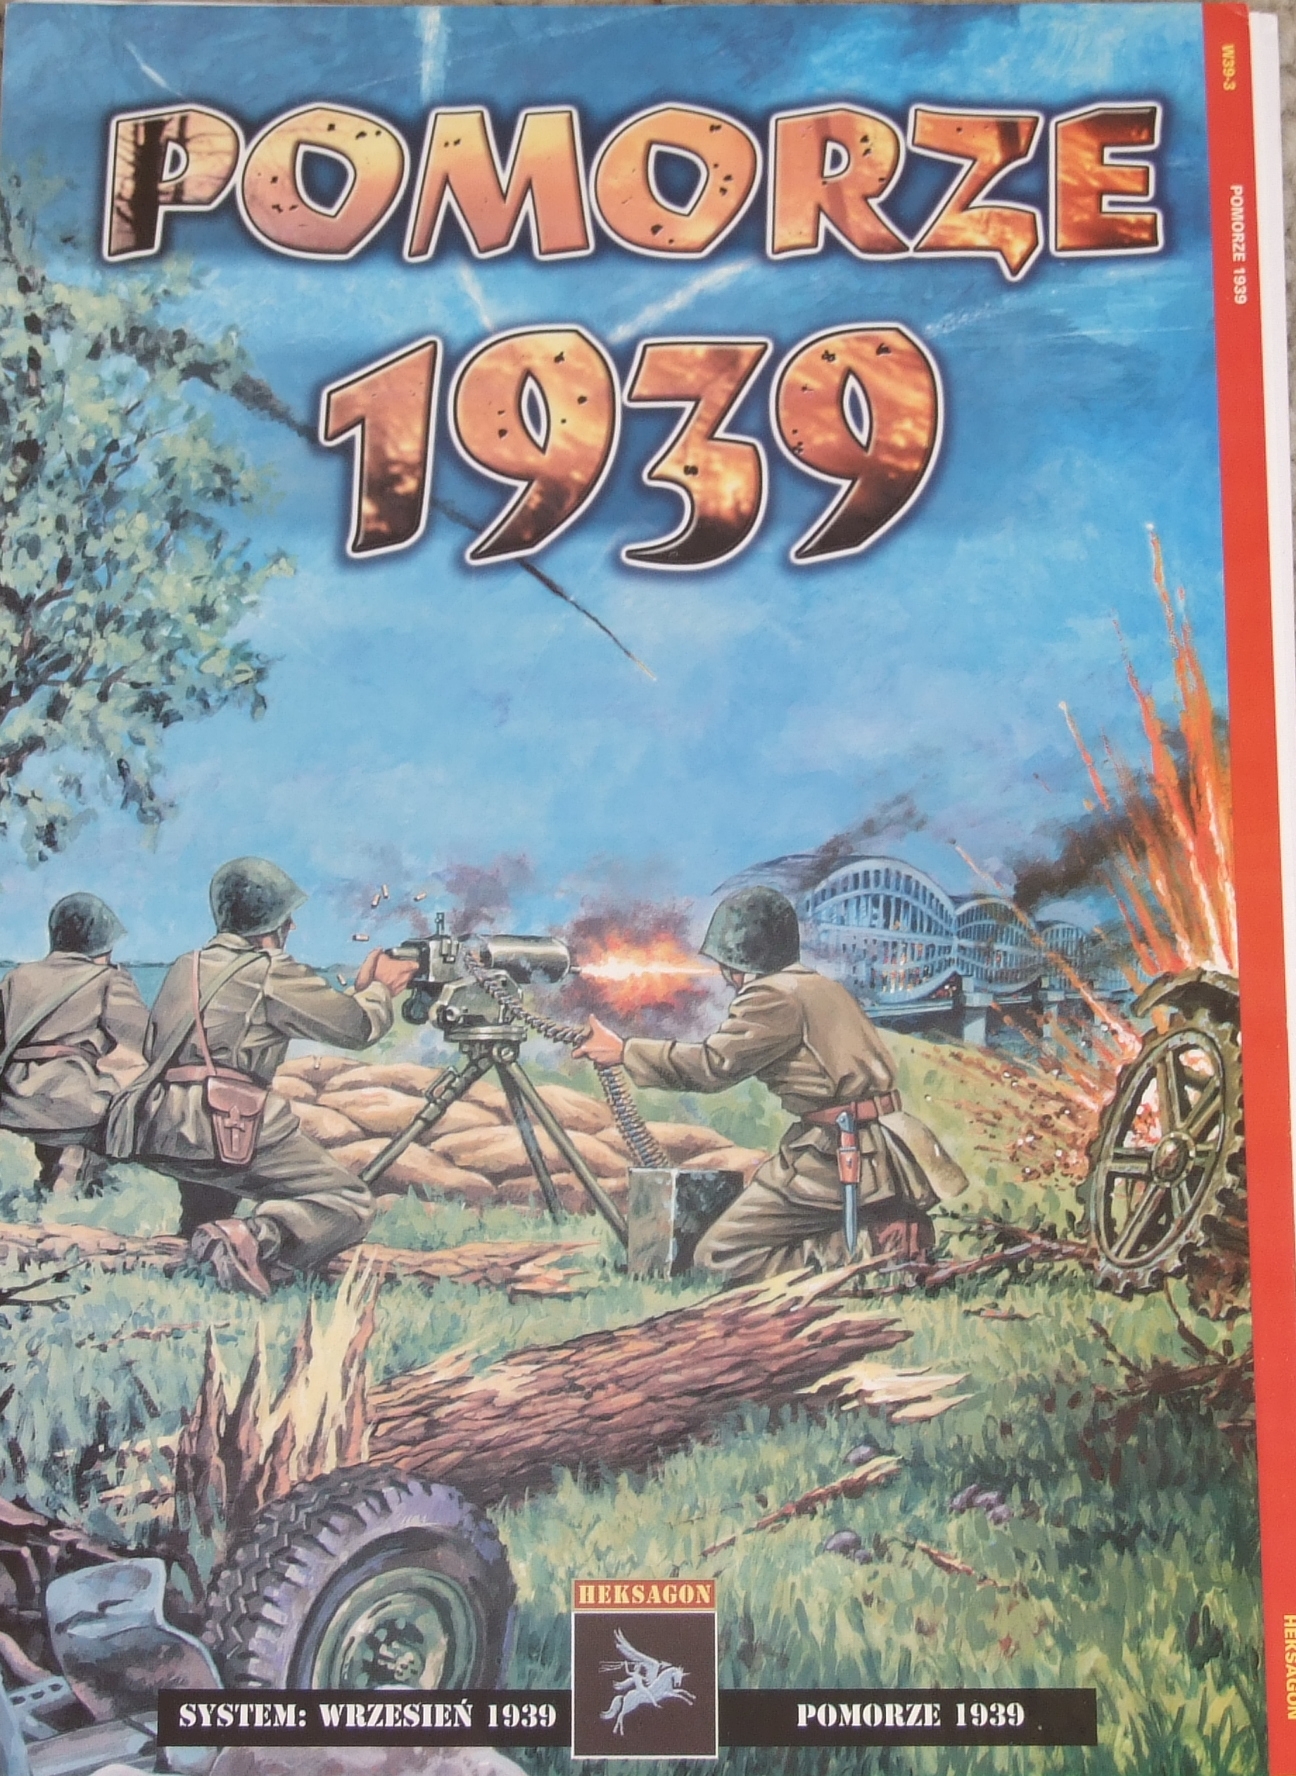 POMORZE
1939
W39-3
POMORZE 1939
HEKSAGON
HEKSAGON
SYSTEM: WRZESIEŃ 1939
POMORZE 1939